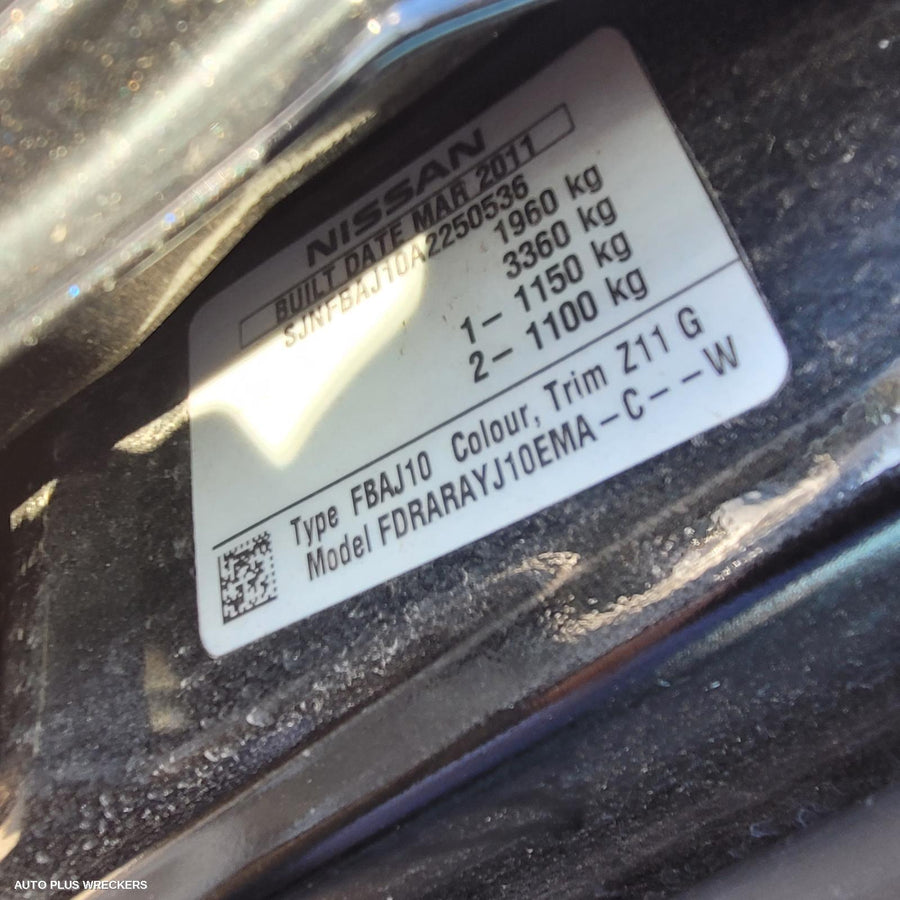 NISSAN
BUILT DATE MAR 2011
SJNFBAJ10A2250536
1960 kg
3360 kg
1- 1150 kg
2- 1100 kg
Type FBAJ10 Colour, Trim Z11 G
Model FDRARAYJ10EMA-C--W
AUTO PLUS WRECKERS